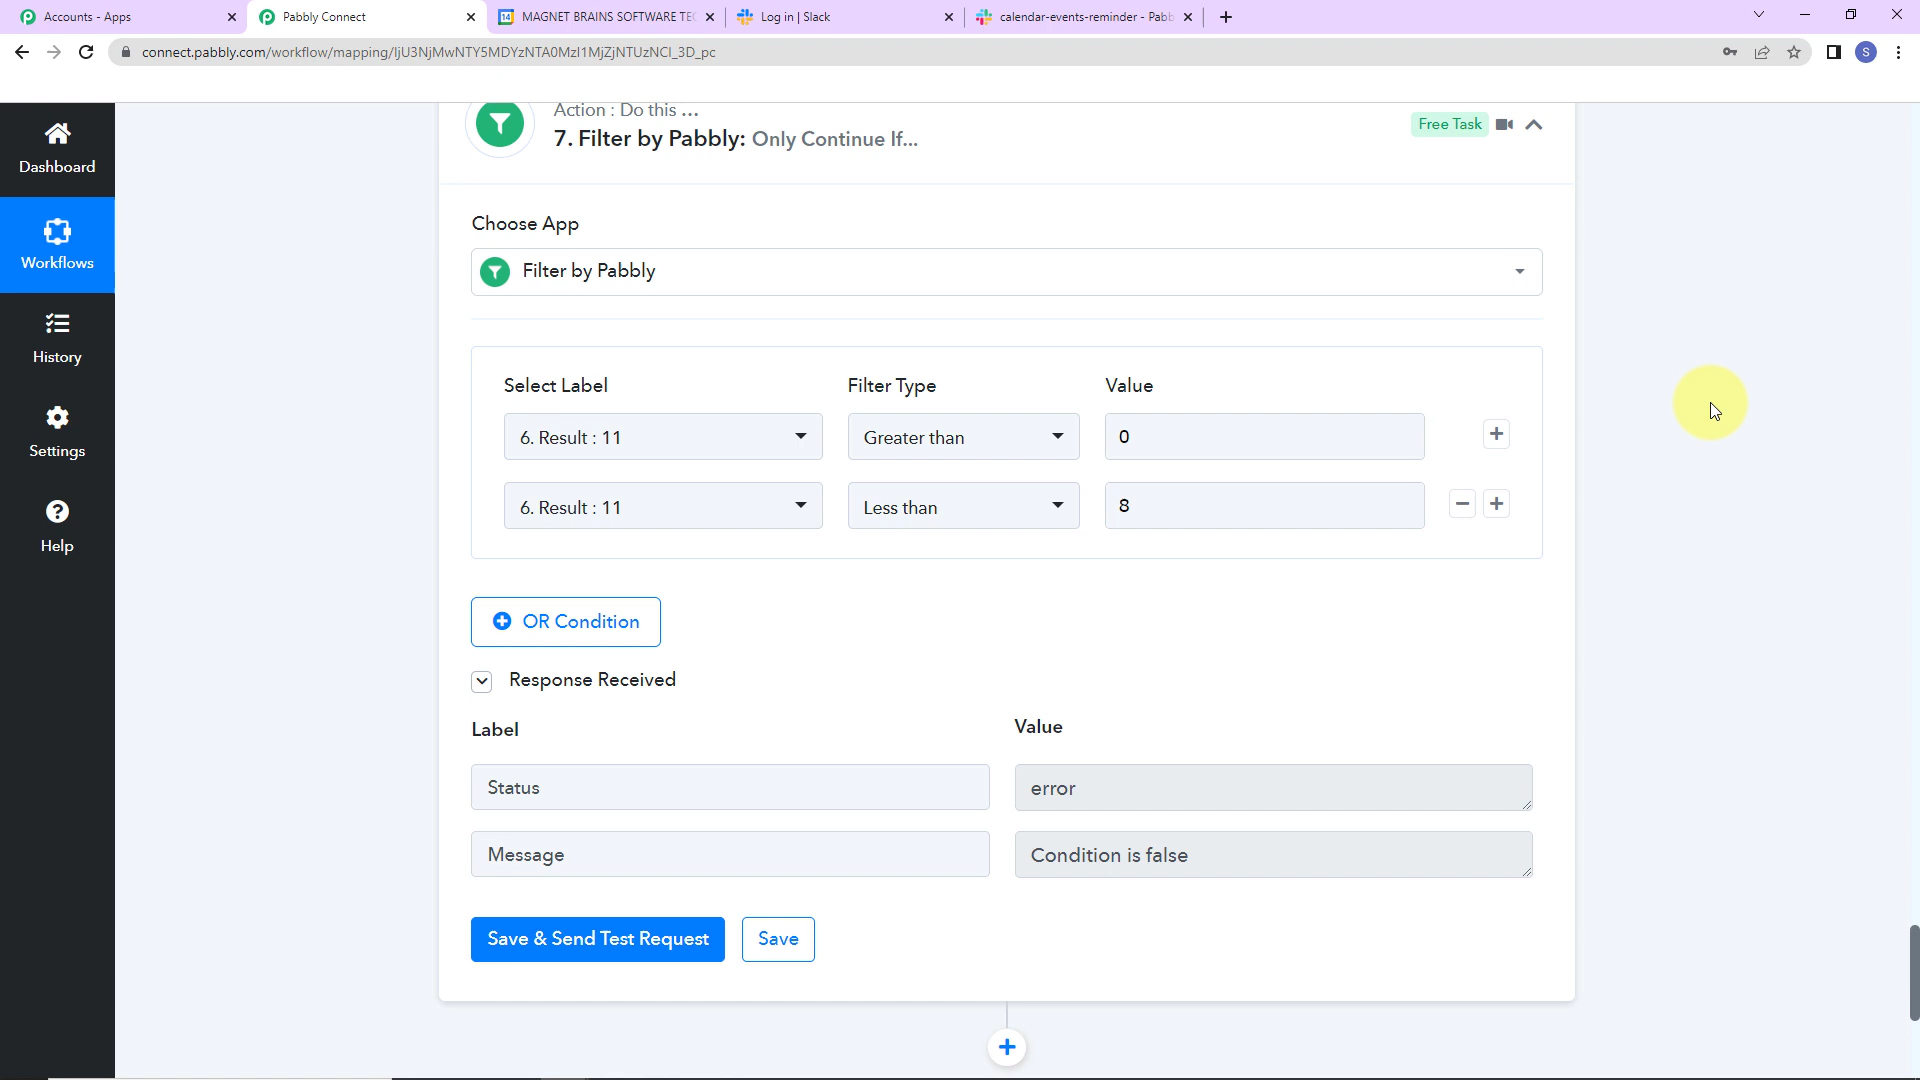 Accounts - Apps
Pabbly Connect
MAGNET BRAINS SOFTWARE TEC
Log in | Slack
calendar-events-reminder - Pabb
connect.pabbly.com/workflow/mapping/IjU3NjMwNTY5MDYzNTA0MzI1MjZjNTUzNCI_3D_pc
S
Dashboard
Workflows
History
Settings
Help
Action : Do this ...
7. Filter by Pabbly: Only Continue If...
Free Task
Choose App
Filter by Pabbly
Select Label
Filter Type
Value
6. Result : 11
Greater than
0
6. Result : 11
Less than
8
OR Condition
Response Received
Label
Value
Status
error
Message
Condition is false
Save & Send Test Request
Save